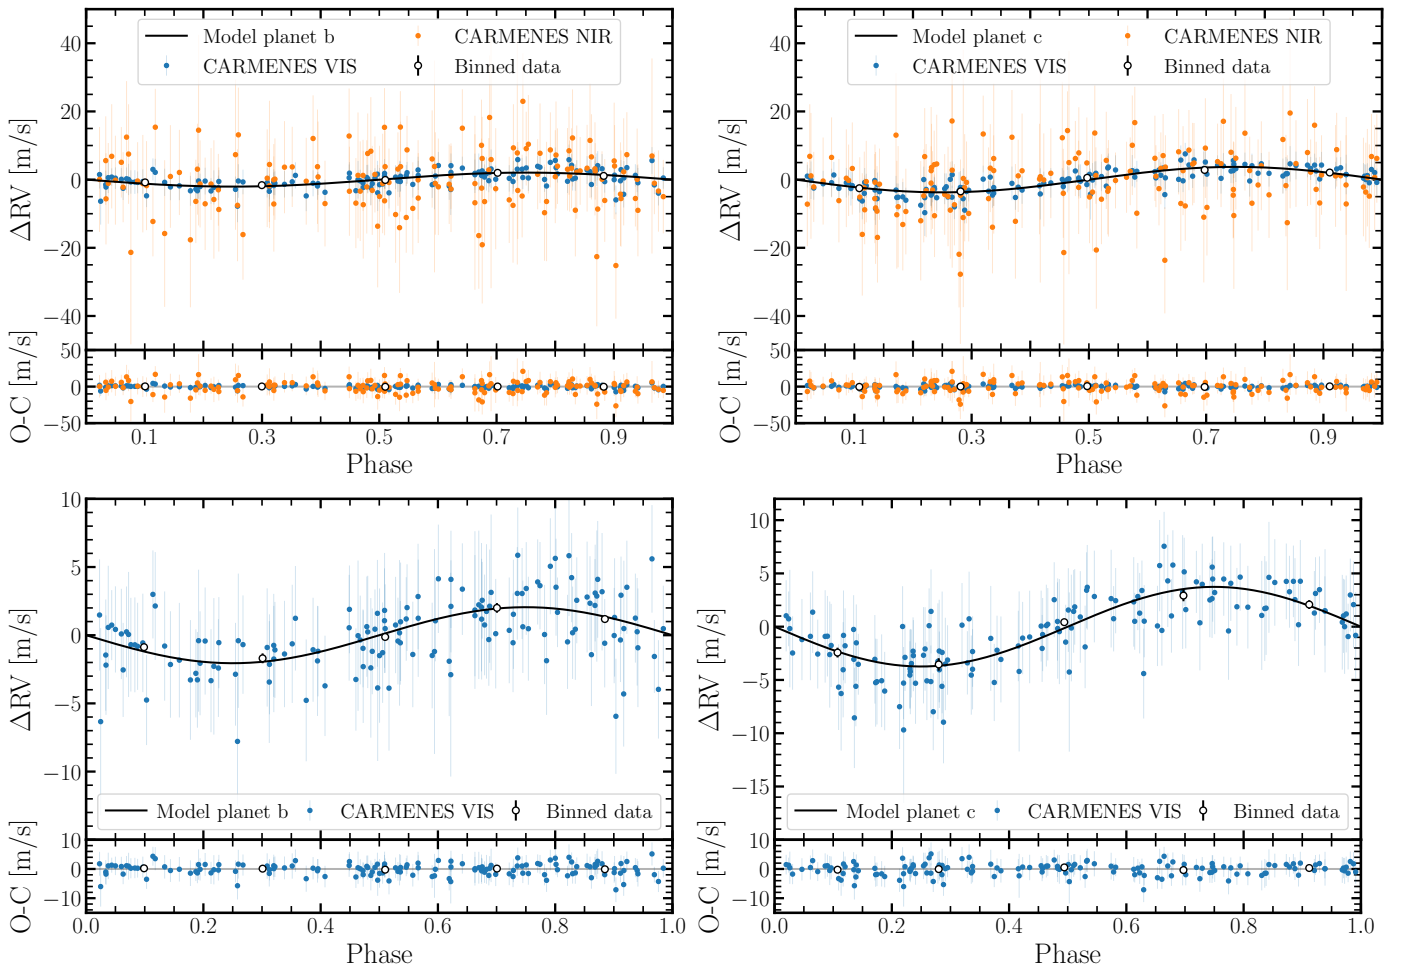 Model planet b
CARMENES VIS
CARMENES NIR
Binned data
ΔRV [m/s]
40
20
0
−20
−40
O-C [m/s]
50
0
−50
0.1 0.3 0.5 0.7 0.9
Phase
Model planet c
CARMENES VIS
CARMENES NIR
Binned data
ΔRV [m/s]
40
20
0
−20
−40
O-C [m/s]
50
0
−50
0.1 0.3 0.5 0.7 0.9
Phase
ΔRV [m/s]
10
5
0
−5
−10
Model planet b CARMENES VIS Binned data
O-C [m/s]
10
0
−10
0.0 0.2 0.4 0.6 0.8 1.0
Phase
ΔRV [m/s]
10
5
0
−5
−10
−15
Model planet c CARMENES VIS Binned data
O-C [m/s]
10
0
−10
0.0 0.2 0.4 0.6 0.8 1.0
Phase